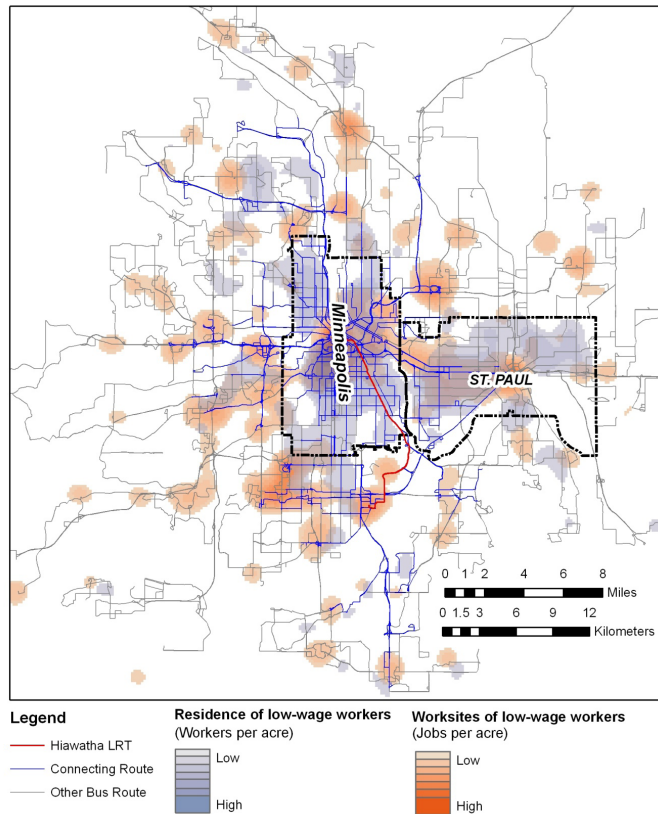 Minneapolis
ST. PAUL
0 1 2 4 6 8
Miles
0 1.5 3 6 9 12
Kilometers
Legend
Hiawatha LRT
Connecting Route
Other Bus Route
Residence of low-wage workers
(Workers per acre)
Low
High
Worksites of low-wage workers
(Jobs per acre)
Low
High